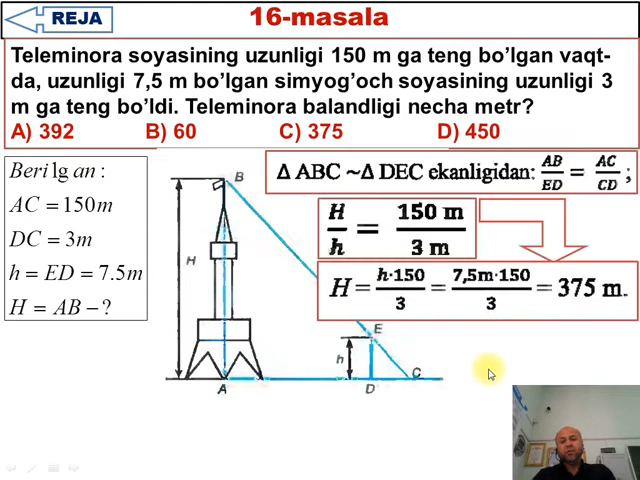 REJA
16-masala
Teleminora soyasining uzunligi 150 m ga teng bo’lgan vaqt-
da, uzunligi 7,5 m bo’lgan simyog’och soyasining uzunligi 3
m ga teng bo’ldi. Teleminora balandligi necha metr?
A) 392 B) 60 C) 375 D) 450
Berilgan :
AC = 150m
DC = 3m
h = ED = 7.5m
H = AB − ?
Δ ABC ~Δ DEC ekanligidan: AB/ED = AC/CD ;
H/h = 150 m/3 m
H = h·150/3 = 7,5m·150/3 = 375 m.
B
H
E
h
C
A
D